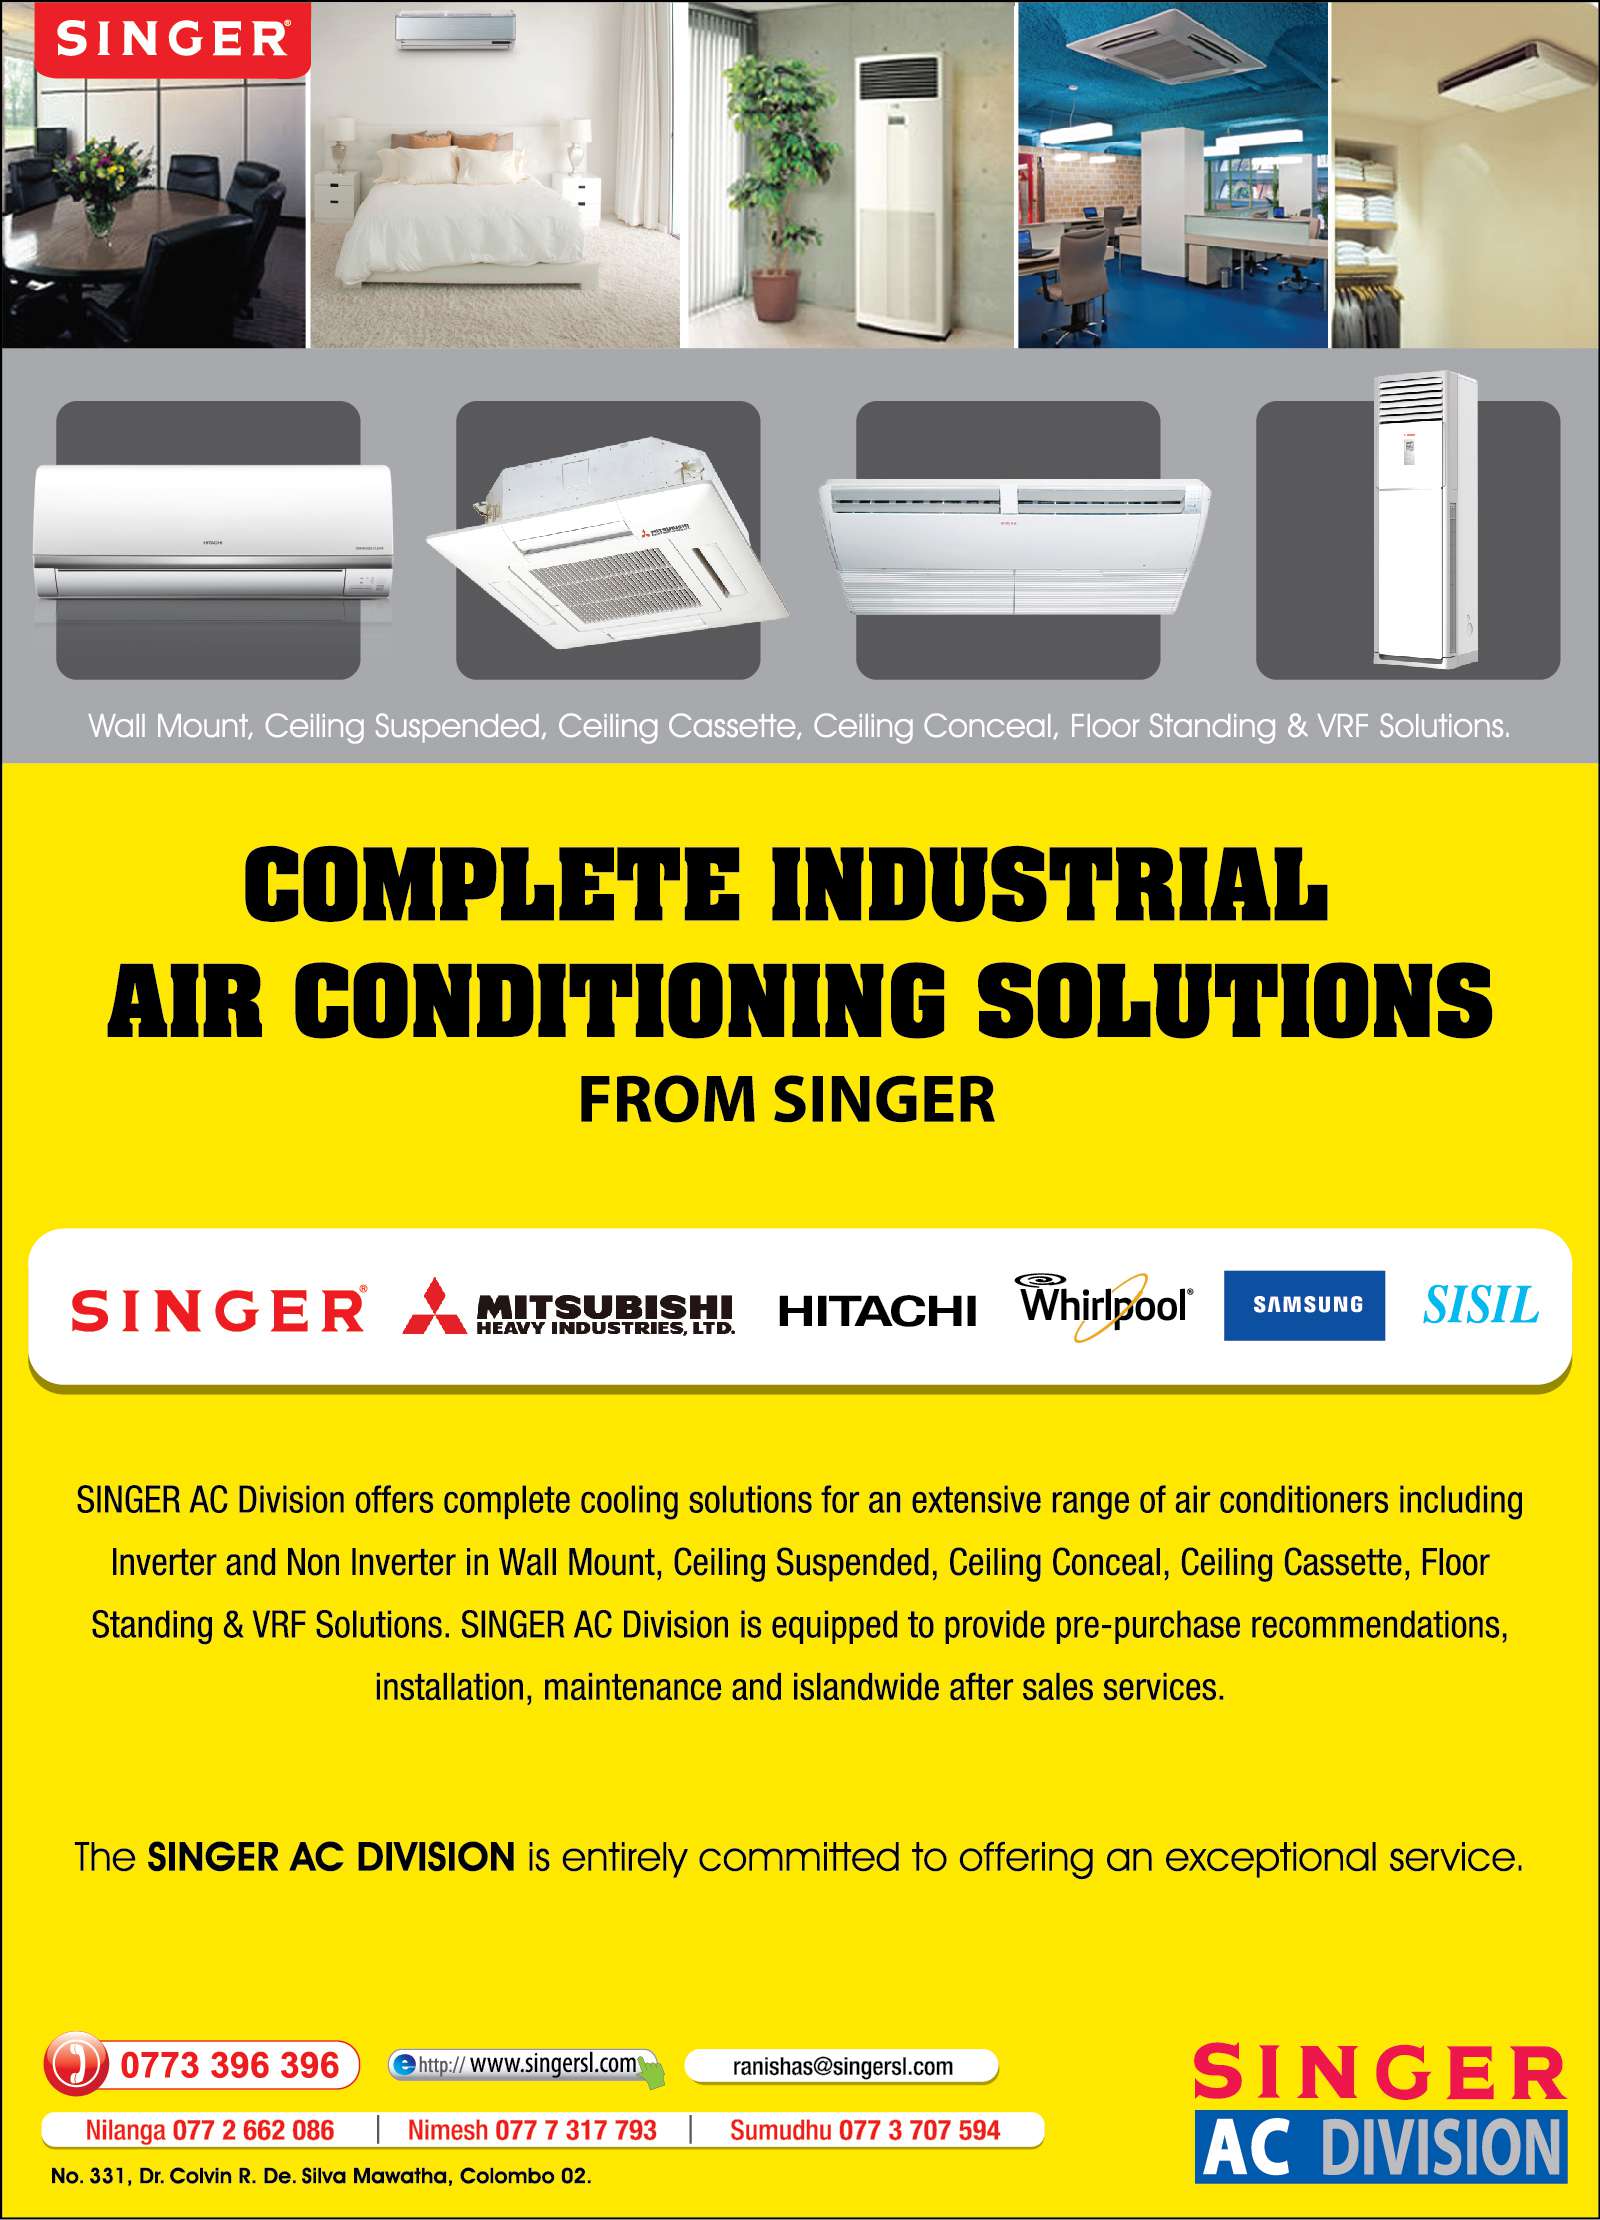 SINGER®
HITACHI
MITSUBISHI
Wall Mount, Ceiling Suspended, Ceiling Cassette, Ceiling Conceal, Floor Standing & VRF Solutions.
COMPLETE INDUSTRIAL
AIR CONDITIONING SOLUTIONS
FROM SINGER
SINGER®
MITSUBISHI
HEAVY INDUSTRIES, LTD.
HITACHI
Whirlpool®
SAMSUNG
SISIL
SINGER AC Division offers complete cooling solutions for an extensive range of air conditioners including
Inverter and Non Inverter in Wall Mount, Ceiling Suspended, Ceiling Conceal, Ceiling Cassette, Floor
Standing & VRF Solutions. SINGER AC Division is equipped to provide pre-purchase recommendations,
installation, maintenance and islandwide after sales services.
The SINGER AC DIVISION is entirely committed to offering an exceptional service.
0773 396 396
http:// www.singersl.com
ranishas@singersl.com
Nilanga 077 2 662 086 | Nimesh 077 7 317 793 | Sumudhu 077 3 707 594
No. 331, Dr. Colvin R. De. Silva Mawatha, Colombo 02.
SINGER
AC DIVISION